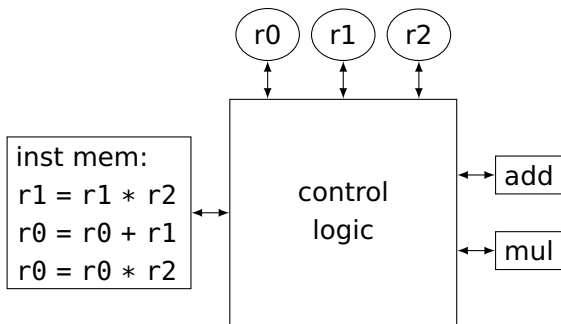 r0 r1 r2
inst mem:
r1 = r1 * r2
r0 = r0 + r1
r0 = r0 * r2
control
logic
add
mul